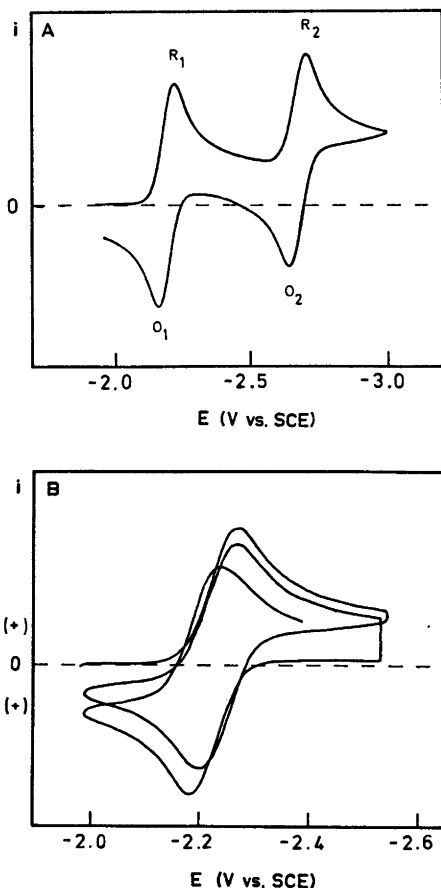 i A
R1
R2
0
O1
O2
-2.0 -2.5 -3.0
E (V vs. SCE)
i B
(+)
0
(+)
-2.0 -2.2 -2.4 -2.6
E (V vs. SCE)